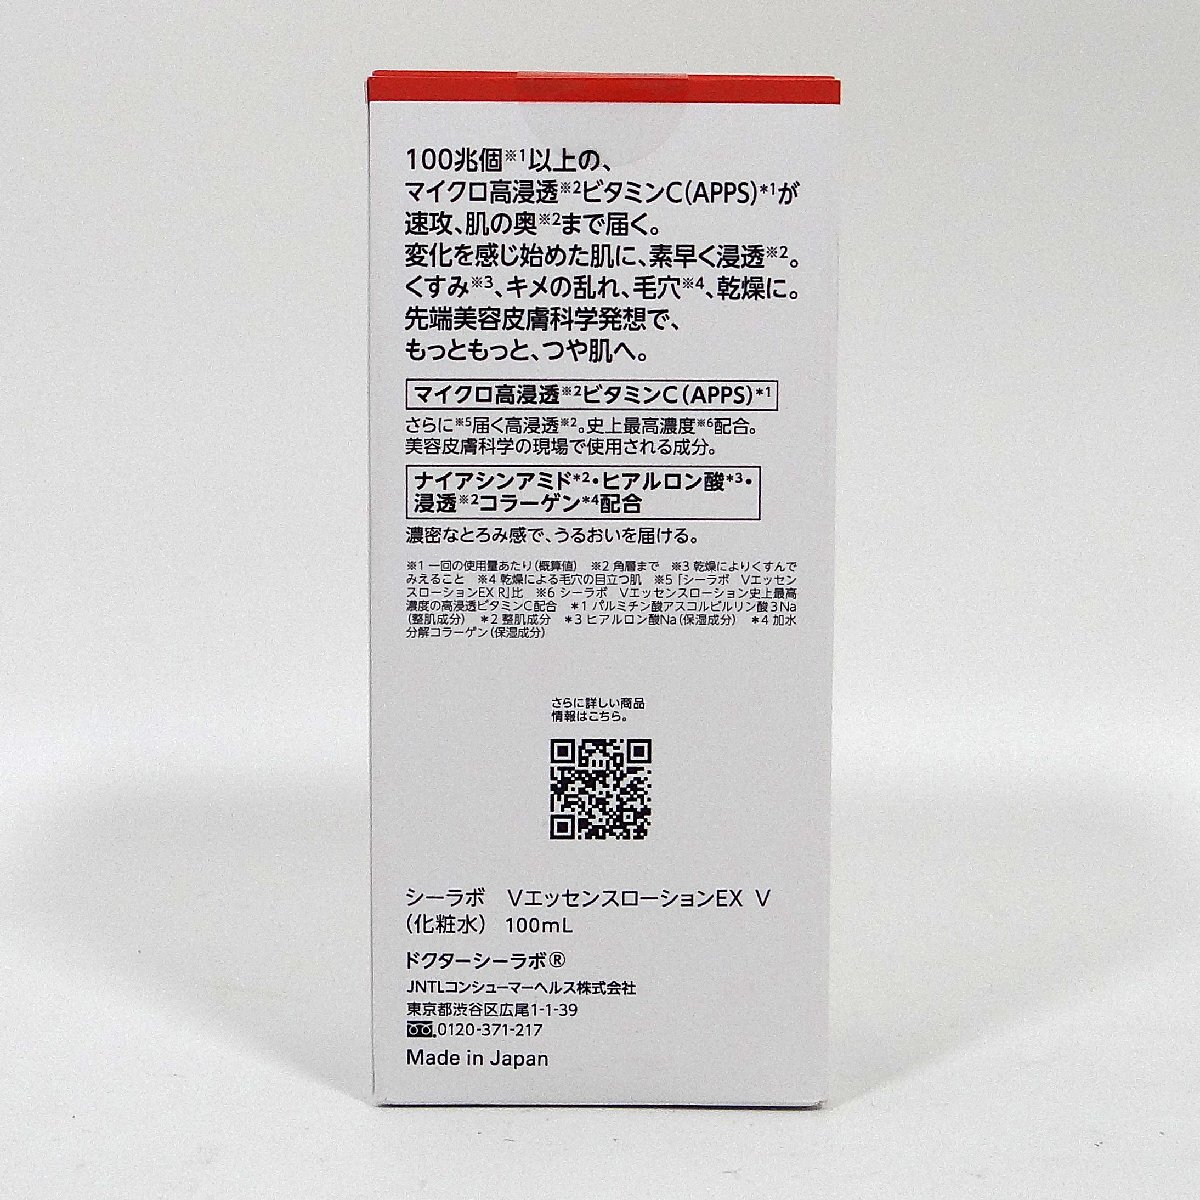 100兆個※1以上の、
マイクロ高浸透※2ビタミンC(APPS)*1が
速攻、肌の奥※2まで届く。
変化を感じ始めた肌に、素早く浸透※2。
くすみ※3、キメの乱れ、毛穴※4、乾燥に。
先端美容皮膚科学発想で、
もっともっと、つや肌へ。
マイクロ高浸透※2ビタミンC(APPS)*1
さらに※5届く高浸透※2。史上最高濃度※6配合。
美容皮膚科学の現場で使用される成分。
ナイアシンアミド*2・ヒアルロン酸*3・
浸透※2コラーゲン*4配合
濃密なとろみ感で、うるおいを届ける。
※1 一回の使用量あたり(概算値) ※2 角層まで ※3 乾燥によりくすんで
みえること ※4 乾燥による毛穴の目立つ肌 ※5「シーラボ Vエッセン
スローションEX R」比 ※6 シーラボ Vエッセンスローション史上最高
濃度の高浸透ビタミンC配合 *1 パルミチン酸アスコルビルリン酸3Na
(整肌成分) *2 整肌成分 *3 ヒアルロン酸Na(保湿成分) *4 加水
分解コラーゲン(保湿成分)
さらに詳しい商品
情報はこちら。
シーラボ VエッセンスローションEX V
(化粧水) 100mL
ドクターシーラボ®
JNTLコンシューマーヘルス株式会社
東京都渋谷区広尾1-1-39
0120-371-217
Made in Japan